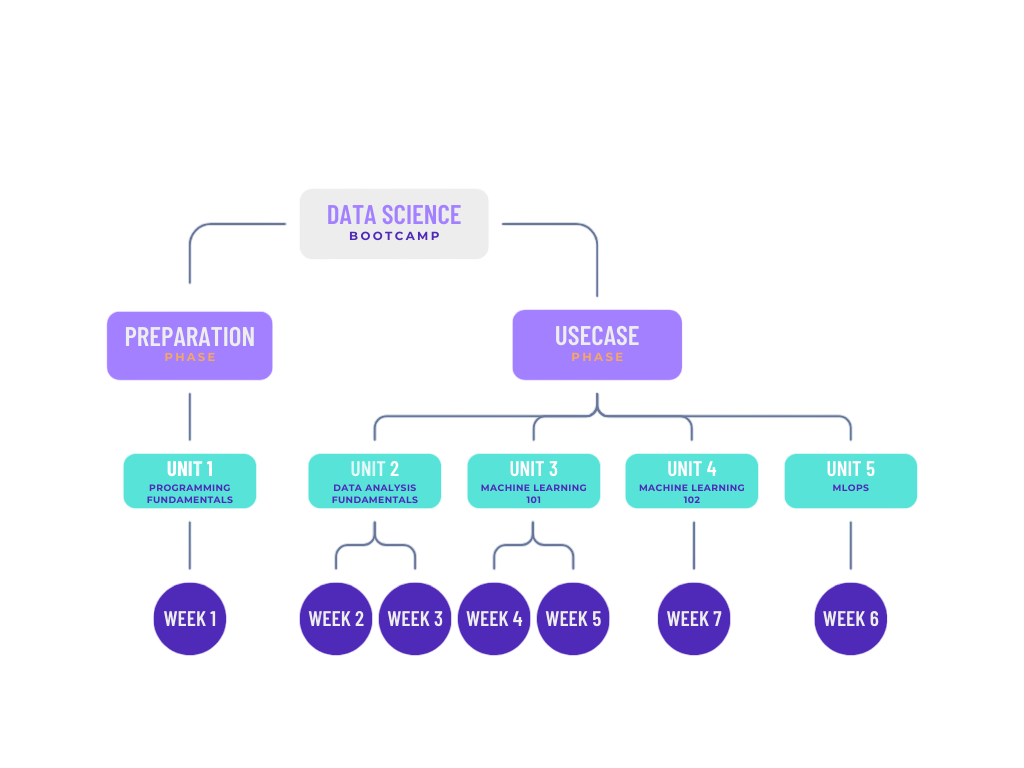 DATA SCIENCE
BOOTCAMP
PREPARATION
PHASE
USECASE
PHASE
UNIT 1
PROGRAMMING
FUNDAMENTALS
UNIT 2
DATA ANALYSIS
FUNDAMENTALS
UNIT 3
MACHINE LEARNING
101
UNIT 4
MACHINE LEARNING
102
UNIT 5
MLOPS
WEEK 1
WEEK 2
WEEK 3
WEEK 4
WEEK 5
WEEK 7
WEEK 6